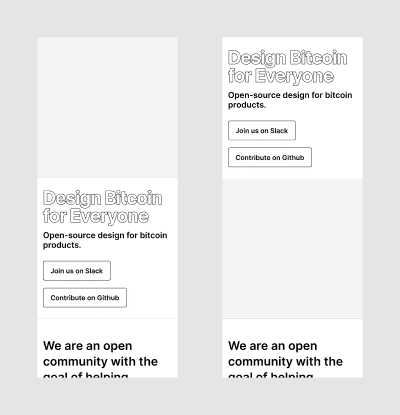 Design Bitcoin
for Everyone
Open-source design for bitcoin
products.
Join us on Slack
Contribute on Github
We are an open
community with the
goal of helping
Design Bitcoin
for Everyone
Open-source design for bitcoin
products.
Join us on Slack
Contribute on Github
We are an open
community with the
goal of helping